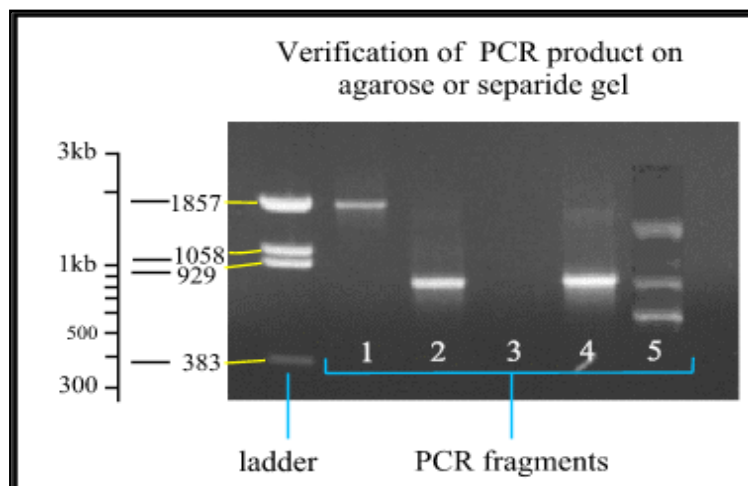 Verification of PCR product on
agarose or separide gel
3kb
1857
1058
1kb
929
500
383
300
1 2 3 4 5
ladder
PCR fragments